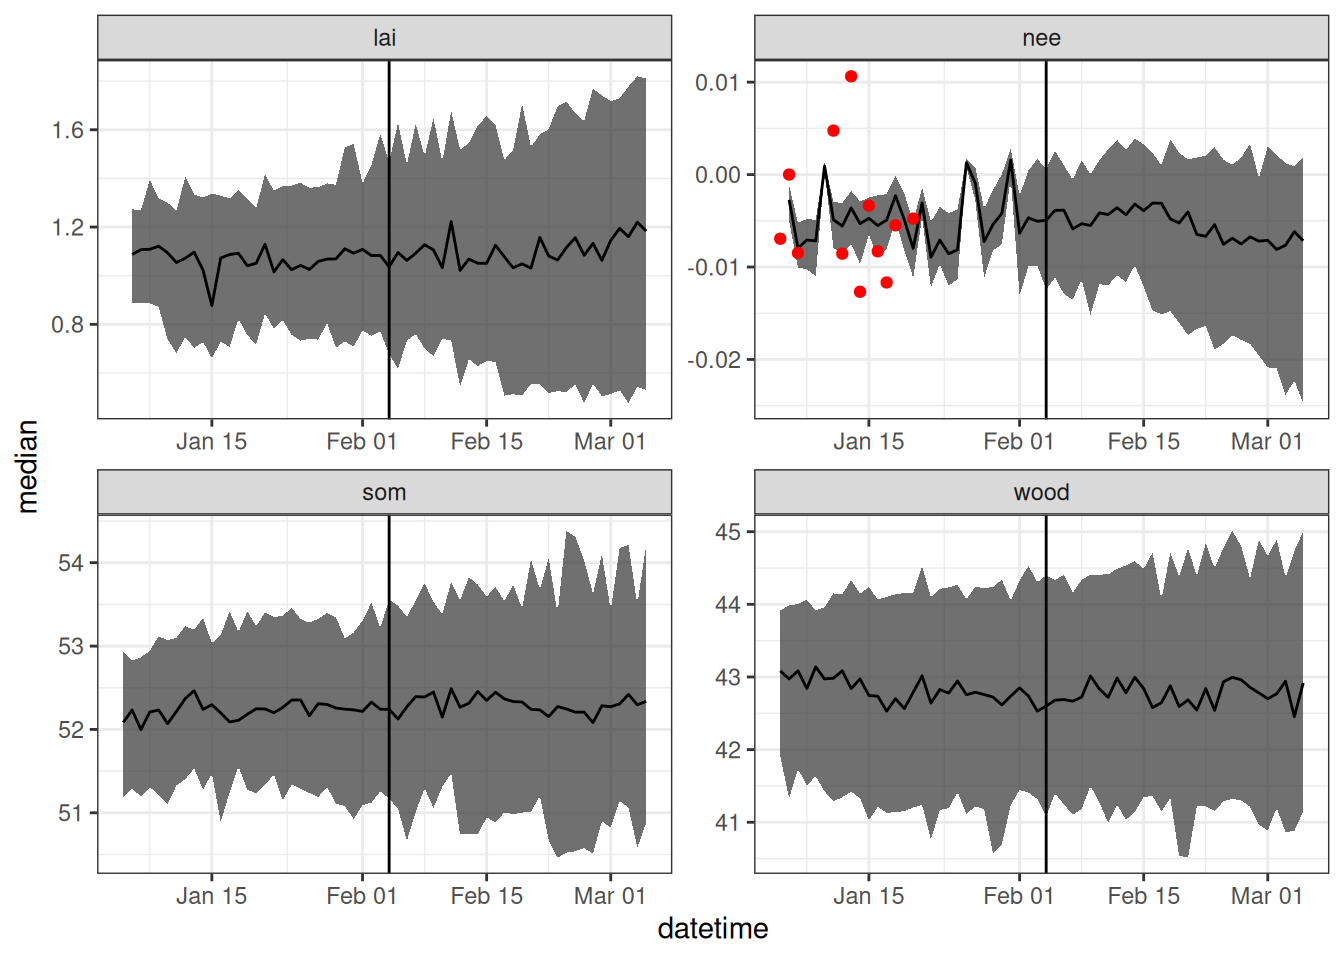 lai
nee
1.6
1.2
0.8
0.01
0.00
-0.01
-0.02
Jan 15 Feb 01 Feb 15 Mar 01
Jan 15 Feb 01 Feb 15 Mar 01
median
som
wood
54
53
52
51
45
44
43
42
41
Jan 15 Feb 01 Feb 15 Mar 01
Jan 15 Feb 01 Feb 15 Mar 01
datetime